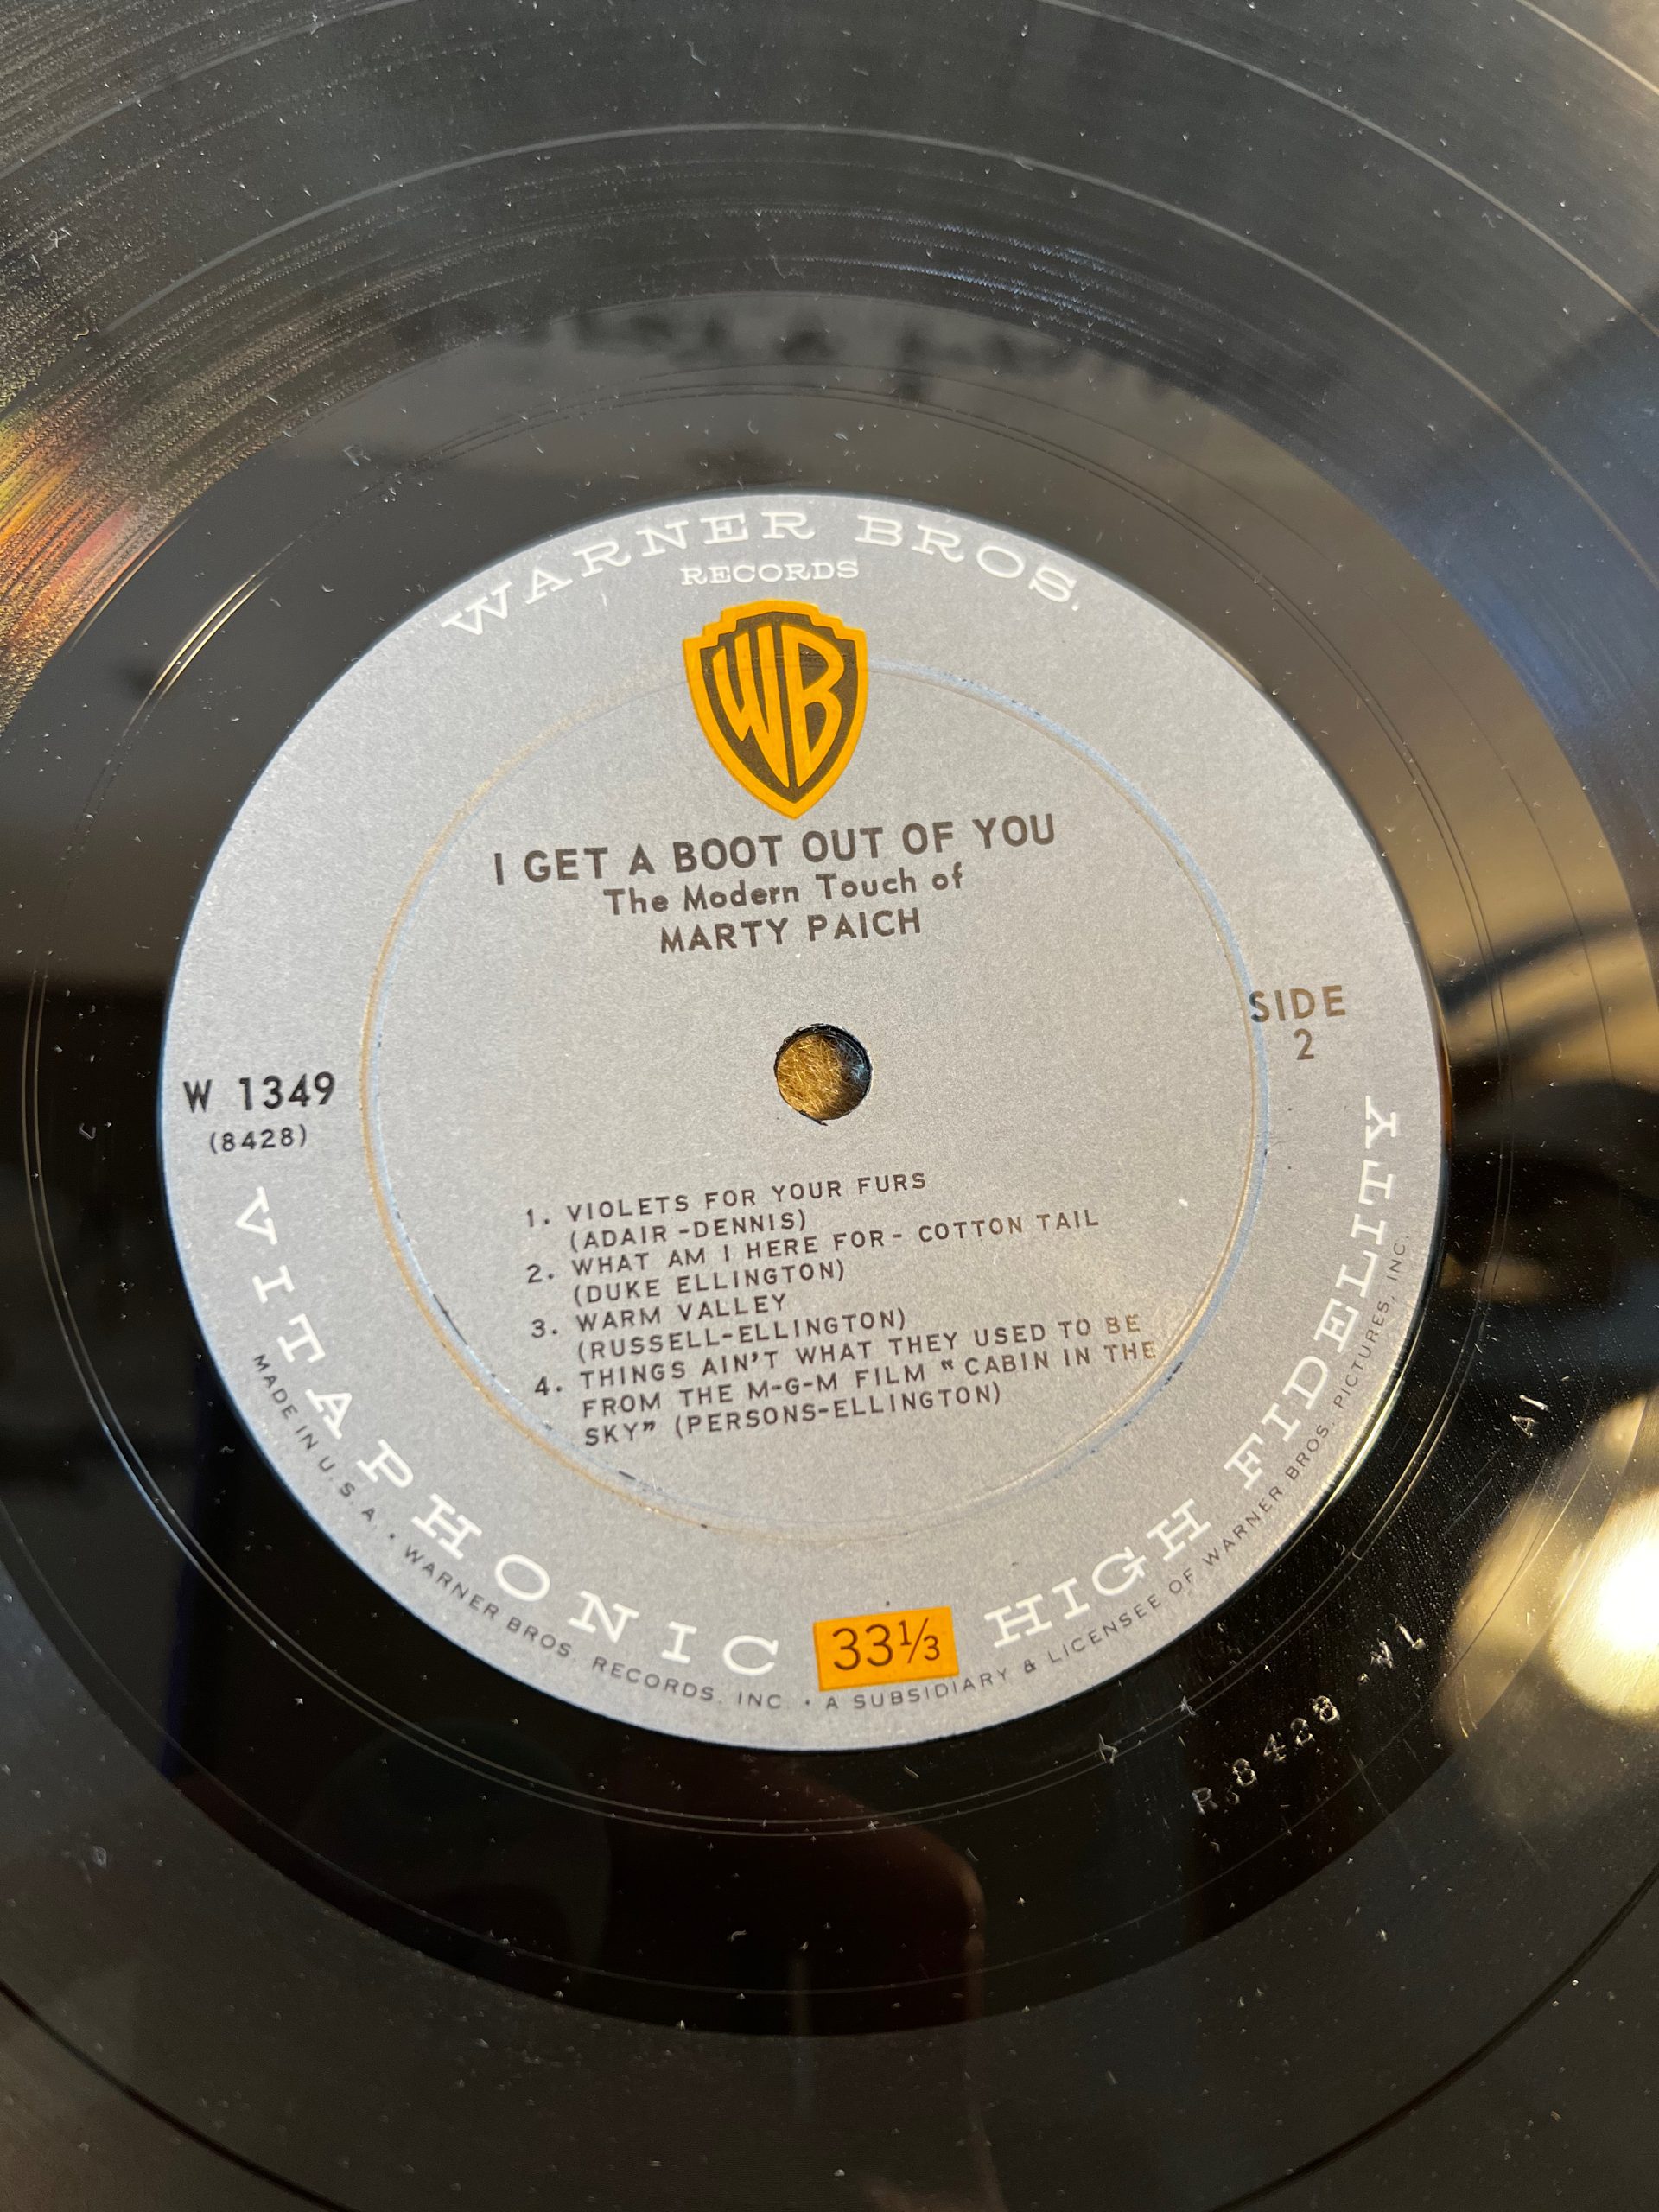 WARNER BROS.
RECORDS
WB
I GET A BOOT OUT OF YOU
The Modern Touch of
MARTY PAICH
SIDE
2
W 1349
(8428)
1. VIOLETS FOR YOUR FURS
(ADAIR-DENNIS)
2. WHAT AM I HERE FOR- COTTON TAIL
(DUKE ELLINGTON)
3. WARM VALLEY
(RUSSELL-ELLINGTON)
4. THINGS AIN'T WHAT THEY USED TO BE
FROM THE M-G-M FILM "CABIN IN THE
SKY" (PERSONS-ELLINGTON)
VITAPHONIC HIGH FIDELITY
33⅓
MADE IN U.S.A. • WARNER BROS. RECORDS, INC. • A SUBSIDIARY & LICENSEE OF WARNER BROS. PICTURES, INC.
A1